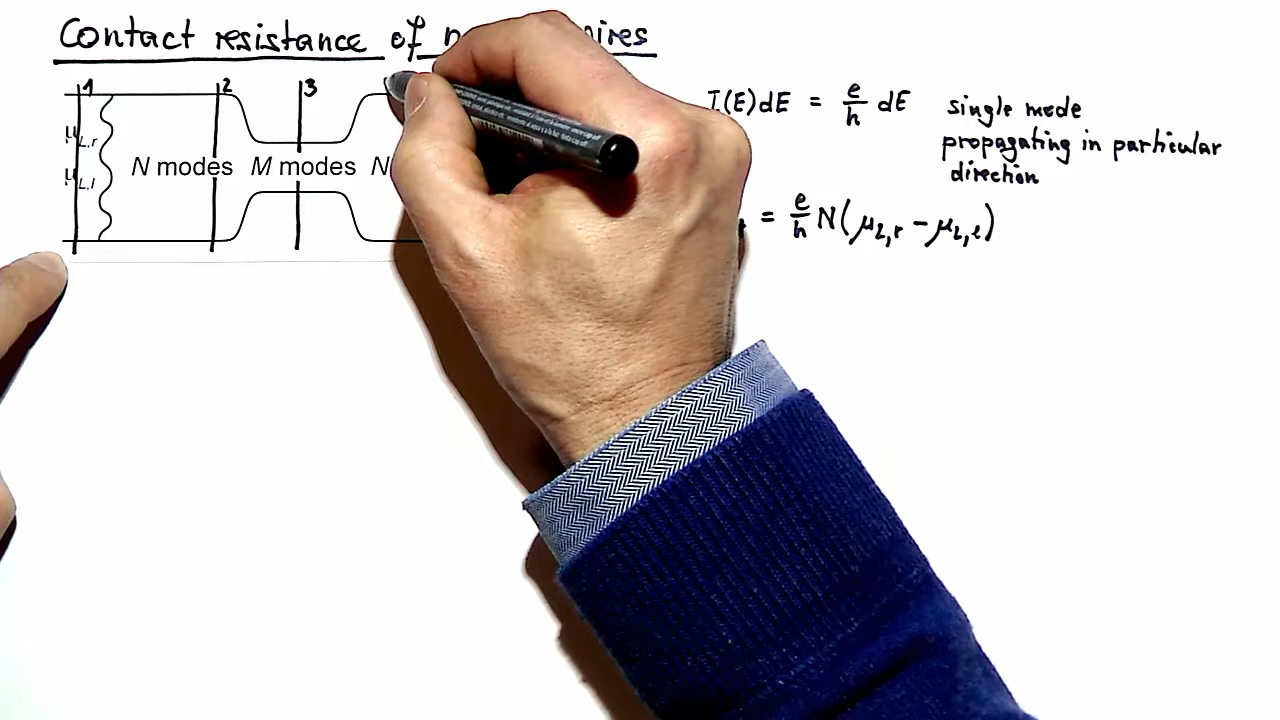 Contact resistance of
1 2 3
μL,r
μL,l
N modes M modes N
I(E)dE = e/h dE single mode
propagating in particular
direction
= e/h N(μL,r − μL,l)